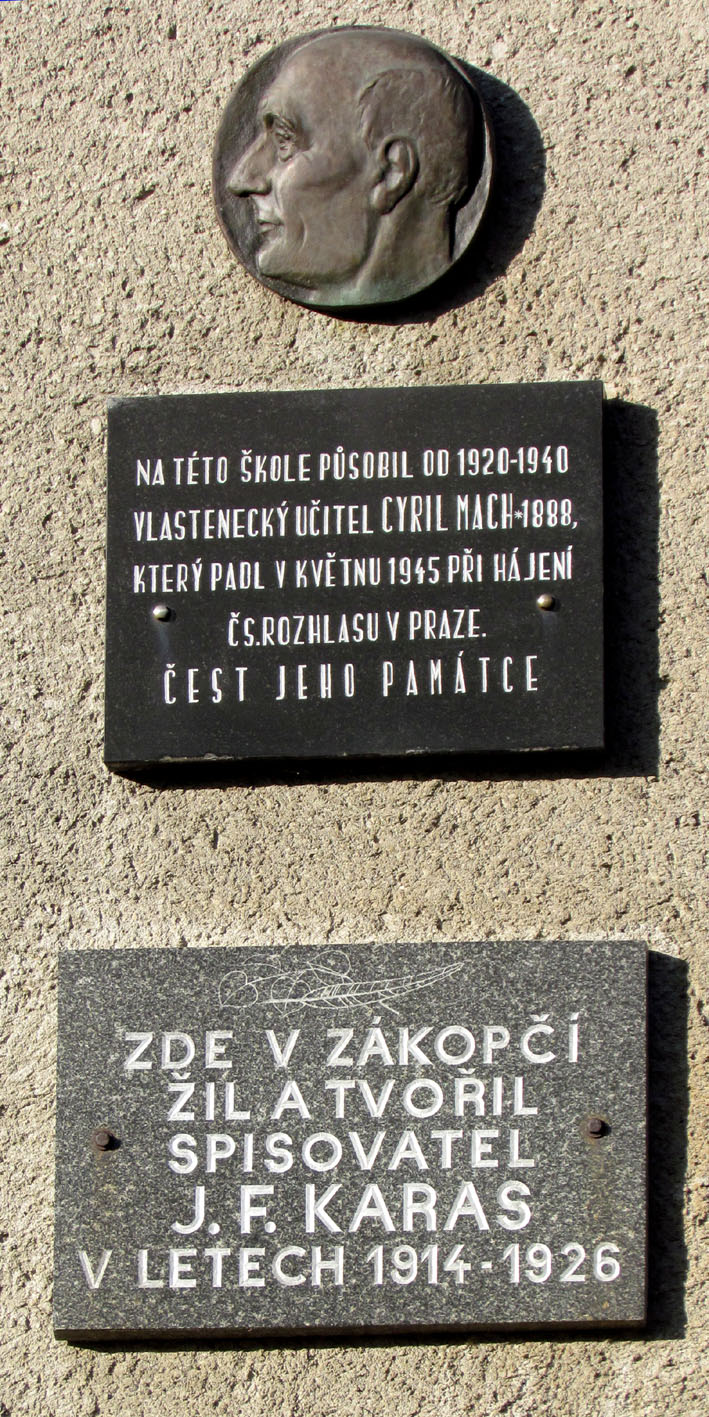 NA TÉTO ŠKOLE PŮSOBIL OD 1920-1940
VLASTENECKÝ UČITEL CYRIL MACH *1888,
KTERÝ PADL V KVĚTNU 1945 PŘI HÁJENÍ
ČS.ROZHLASU V PRAZE.
ČEST JEHO PAMÁTCE
ZDE V ZÁKOPČÍ
ŽIL A TVOŘIL
SPISOVATEL
J. F. KARAS
V LETECH 1914-1926